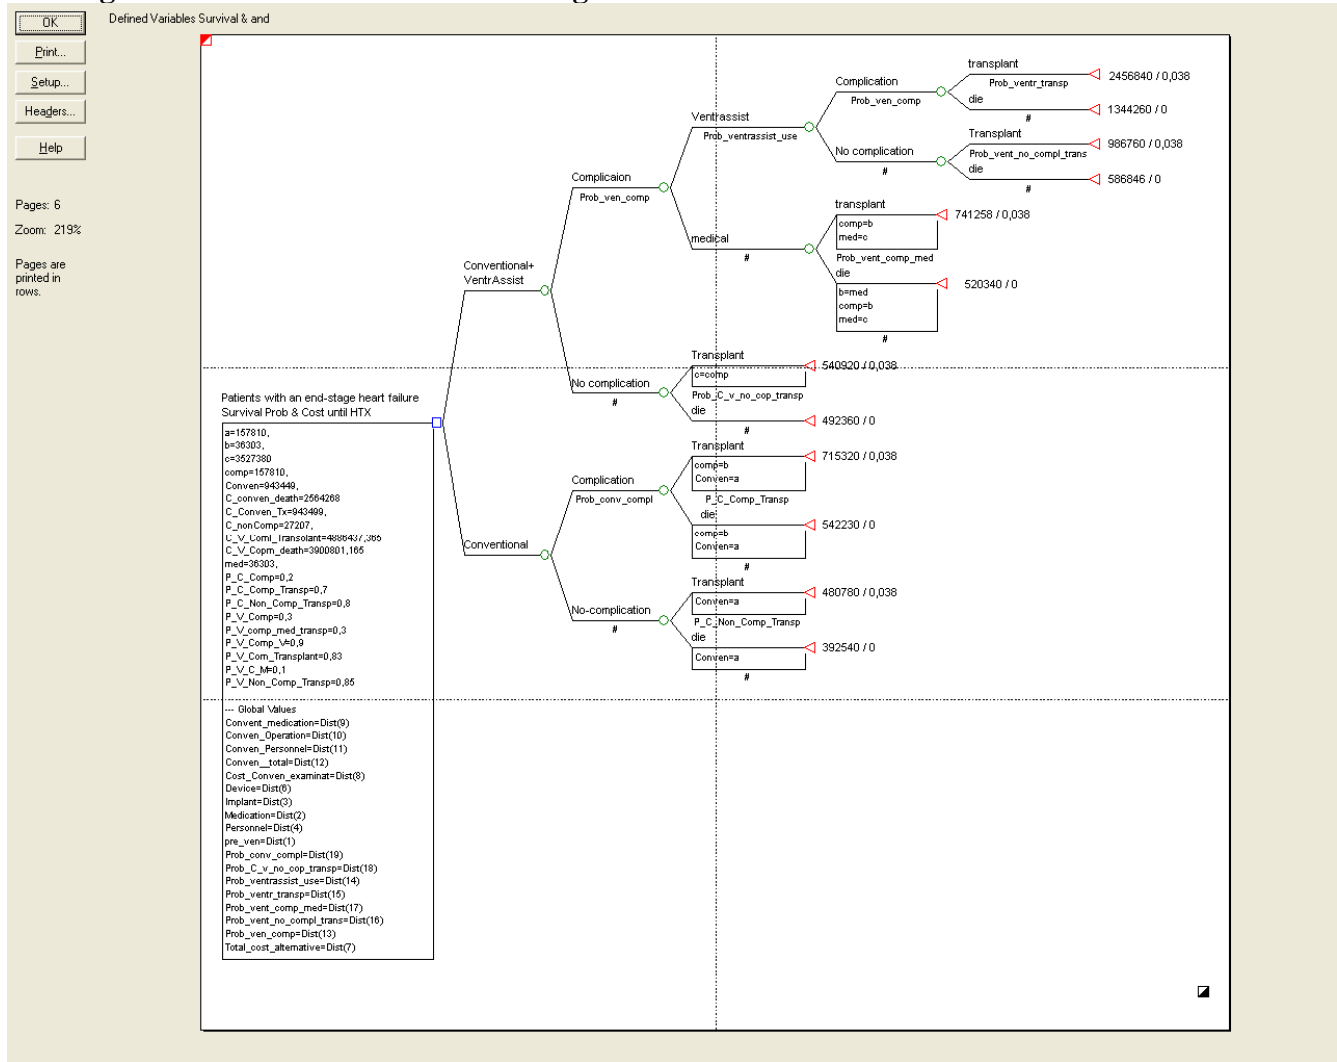 OK
Defined Variables Survival & and
Print...
Setup...
Headers...
Help
Pages: 6
Zoom: 219%
Pages are
printed in
rows.
transplant
2456840 / 0,038
Prob_ventr_transp
Complication
Prob_ven_comp
die
1344260 / 0
#
Ventrassist
Prob_ventrassist_use
Transplant
986760 / 0,038
Prob_vent_no_compl_trans
No complication
#
die
586846 / 0
#
Complicaion
Prob_ven_comp
transplant
741258 / 0,038
comp=b
med=c
Prob_vent_comp_med
medical
#
die
520340 / 0
b=med
comp=b
med=c
#
Conventional+
VentrAssist
Transplant
540920 / 0,038
c=comp
Prob_C_v_no_cop_transp
No complication
#
die
492360 / 0
#
Patients with an end-stage heart failure
Survival Prob & Cost until HTX
a=157810,
b=36303,
c=3527380
comp=157810,
Conven=943449,
C_conven_death=2564268
C_Conven_Tx=943499,
C_nonComp=27207,
C_V_Coml_Transolant=4886437,365
C_V_Copm_death=3900801,165
med=36303,
P_C_Comp=0,2
P_C_Comp_Transp=0,7
P_C_Non_Comp_Transp=0,8
P_V_Comp=0,3
P_V_comp_med_transp=0,3
P_V_Comp_V=0,9
P_V_Com_Transplant=0,83
P_V_C_M=0,1
P_V_Non_Comp_Transp=0,85
--- Global Values
Convent_medication=Dist(9)
Conven_Operation=Dist(10)
Conven_Personnel=Dist(11)
Conven__total=Dist(12)
Cost_Conven_examinat=Dist(8)
Device=Dist(6)
Implant=Dist(3)
Medication=Dist(2)
Personnel=Dist(4)
pre_ven=Dist(1)
Prob_conv_compl=Dist(19)
Prob_C_v_no_cop_transp=Dist(18)
Prob_ventrassist_use=Dist(14)
Prob_ventr_transp=Dist(15)
Prob_vent_comp_med=Dist(17)
Prob_vent_no_compl_trans=Dist(16)
Prob_ven_comp=Dist(13)
Total_cost_alternative=Dist(7)
Transplant
715320 / 0,038
comp=b
Conven=a
P_C_Comp_Transp
Complication
Prob_conv_compl
die
542230 / 0
comp=b
Conven=a
#
Conventional
Transplant
480780 / 0,038
Conven=a
P_C_Non_Comp_Transp
No-complication
#
die
392540 / 0
Conven=a
#